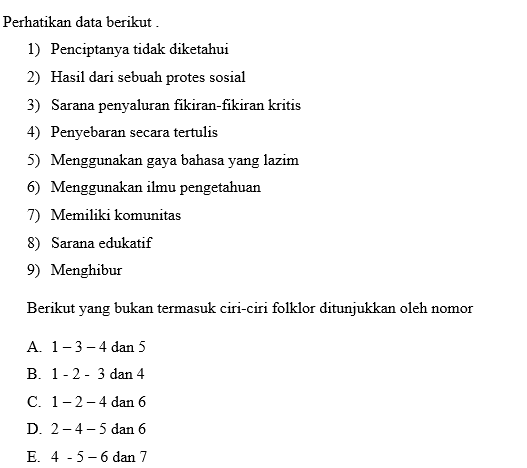 Perhatikan data berikut .
1) Penciptanya tidak diketahui
2) Hasil dari sebuah protes sosial
3) Sarana penyaluran fikiran-fikiran kritis
4) Penyebaran secara tertulis
5) Menggunakan gaya bahasa yang lazim
6) Menggunakan ilmu pengetahuan
7) Memiliki komunitas
8) Sarana edukatif
9) Menghibur
Berikut yang bukan termasuk ciri-ciri folklor ditunjukkan oleh nomor
A. 1 – 3 – 4 dan 5
B. 1 - 2 - 3 dan 4
C. 1 – 2 – 4 dan 6
D. 2 – 4 – 5 dan 6
E. 4 - 5 – 6 dan 7